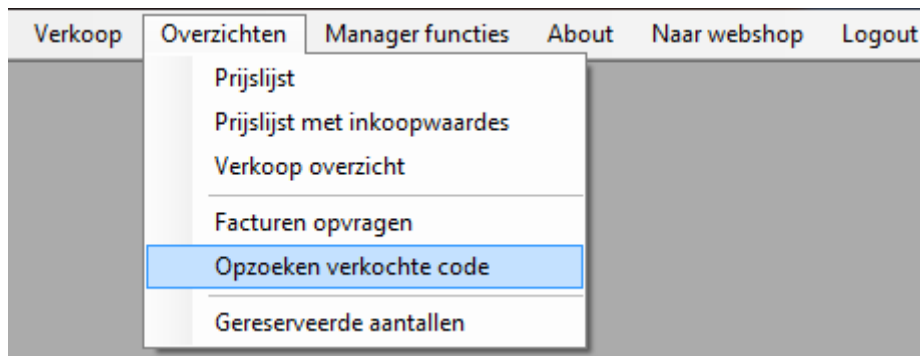 Verkoop Overzichten Manager functies About Naar webshop Logout
Prijslijst
Prijslijst met inkoopwaardes
Verkoop overzicht
Facturen opvragen
Opzoeken verkochte code
Gereserveerde aantallen